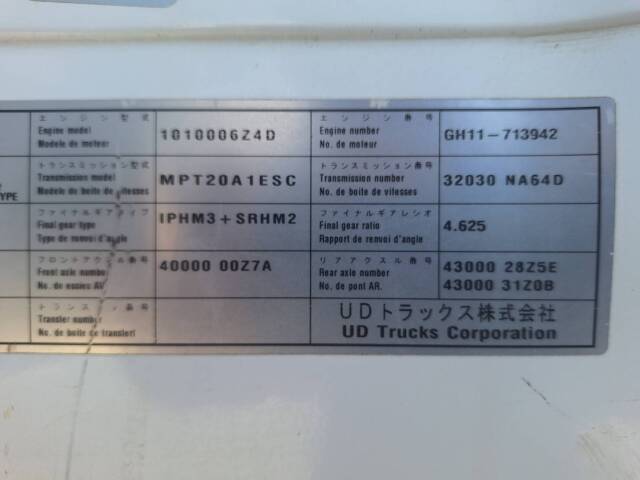 エンジン型式
Engine model
Modele de moteur
1010006Z4D
エンジン番号
Engine number
No. de moteur
GH11-713942
TYPE
トランスミッション型式
Transmission model
Modele de boite de vitesses
MPT20A1ESC
トランスミッション番号
Transmission number
No. de boite de vitesses
32030 NA64D
ファイナルギアタイプ
Final gear type
Type de renvoi d'angle
IPHM3+SRHM2
ファイナルギアレシオ
Final gear ratio
Rapport de renvoi d'angle
4.625
フロントアクスル番号
Front axle number
No. de essies AV.
40000 00Z7A
リアアクスル番号
Rear axle number
No. de pont AR.
43000 28Z5E
43000 31Z0B
トランスファ番号
Transfer number
No. de boite de transfert
UDトラックス株式会社
UD Trucks Corporation